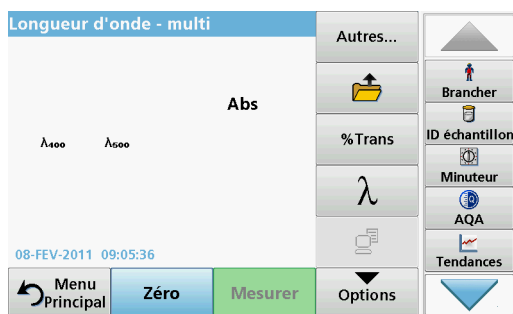 Longueur d'onde - multi
Abs
λ400 λ500
08-FEV-2011 09:05:36
Menu
Principal
Zéro
Mesurer
Autres...
%Trans
λ
Options
Brancher
ID échantillon
Minuteur
AQA
Tendances